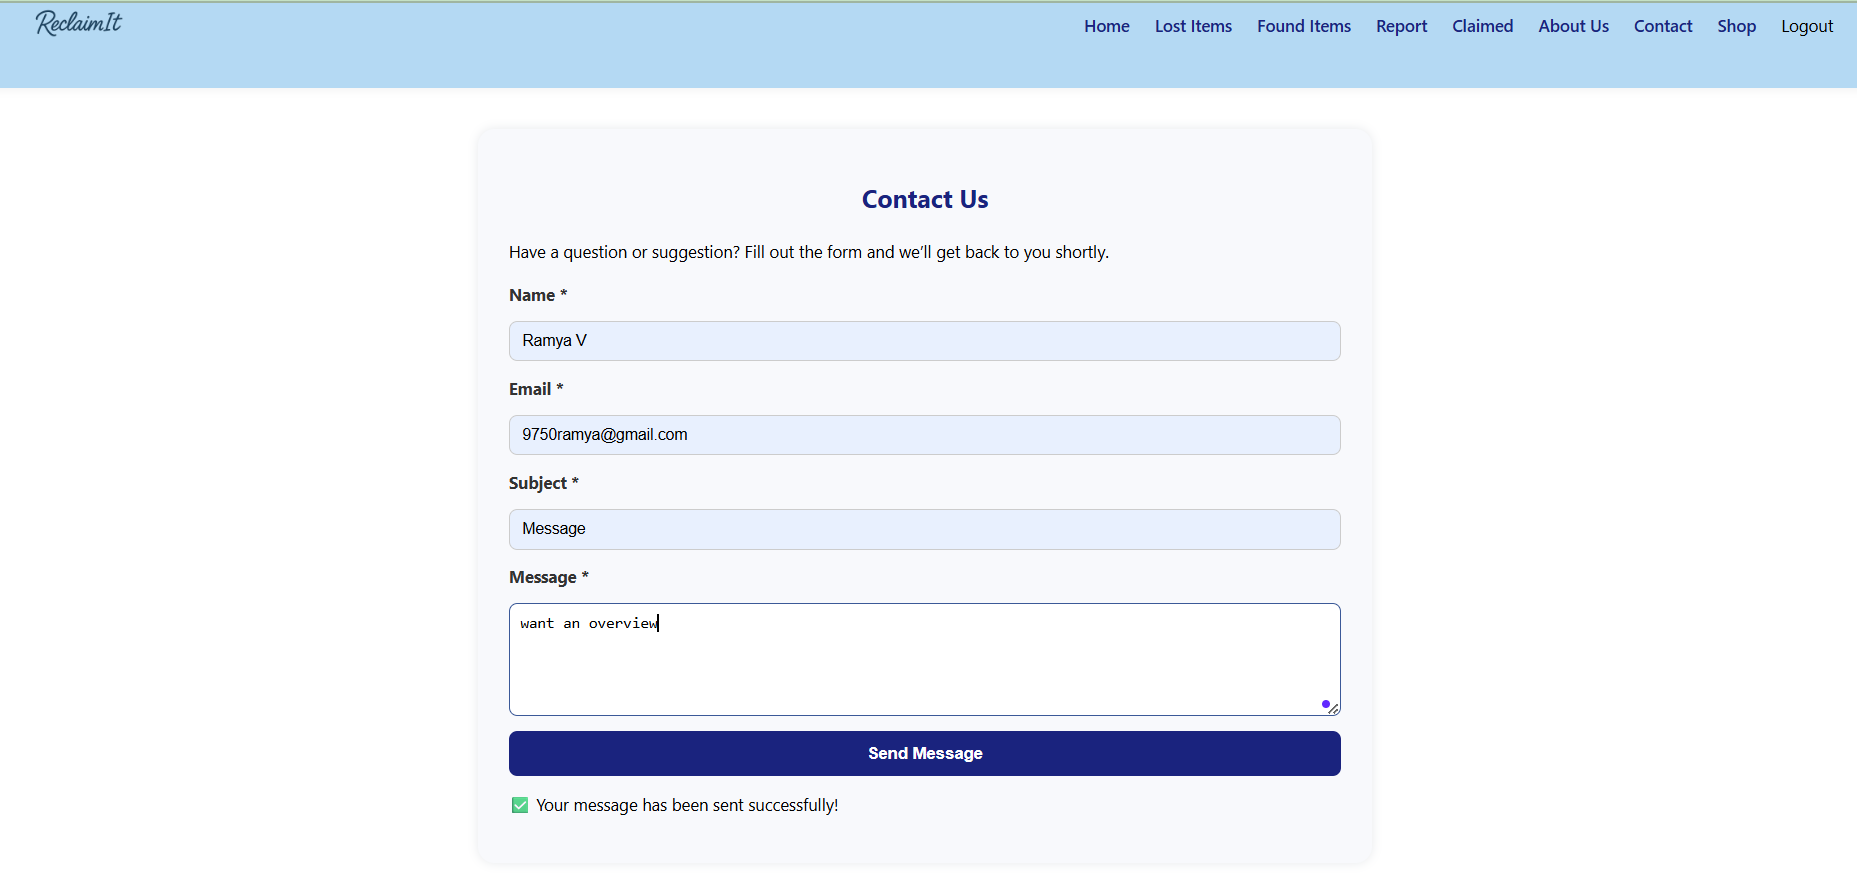 ReclaimIt
Home Lost Items Found Items Report Claimed About Us Contact Shop Logout
Contact Us
Have a question or suggestion? Fill out the form and we’ll get back to you shortly.
Name *
Ramya V
Email *
9750ramya@gmail.com
Subject *
Message
Message *
want an overview
Send Message
✅ Your message has been sent successfully!